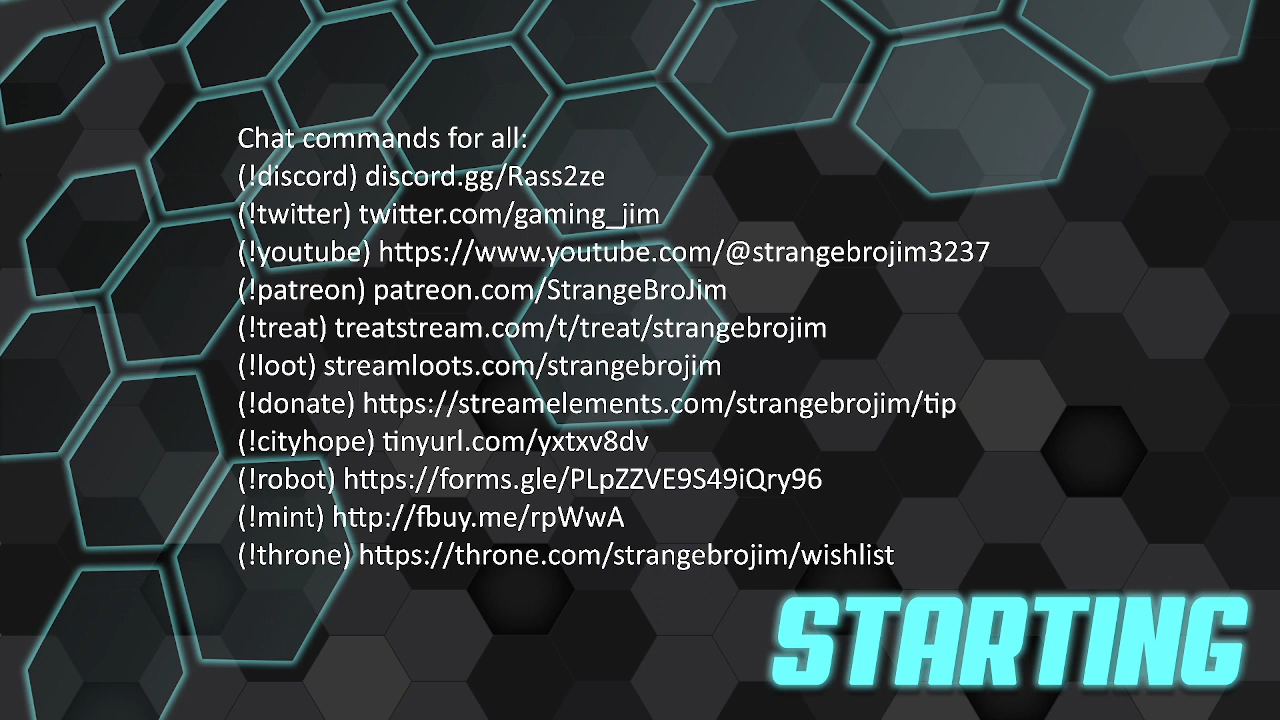 Chat commands for all:
(!discord) discord.gg/Rass2ze
(!twitter) twitter.com/gaming_jim
(!youtube) https://www.youtube.com/@strangebrojim3237
(!patreon) patreon.com/StrangeBroJim
(!treat) treatstream.com/t/treat/strangebrojim
(!loot) streamloots.com/strangebrojim
(!donate) https://streamelements.com/strangebrojim/tip
(!cityhope) tinyurl.com/yxtxv8dv
(!robot) https://forms.gle/PLpZZVE9S49iQry96
(!mint) http://fbuy.me/rpWwA
(!throne) https://throne.com/strangebrojim/wishlist
STARTING